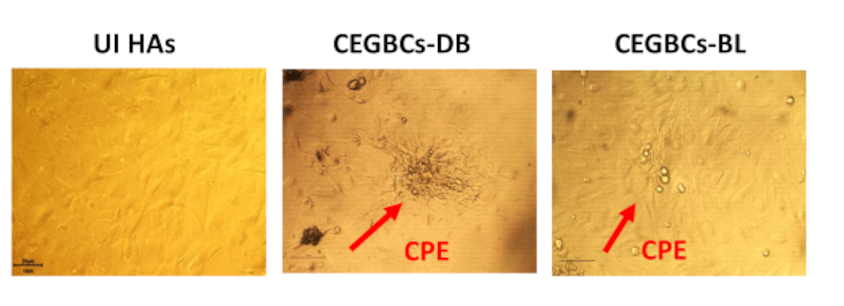 UI HAs
CEGBCs-DB
CEGBCs-BL
CPE
CPE